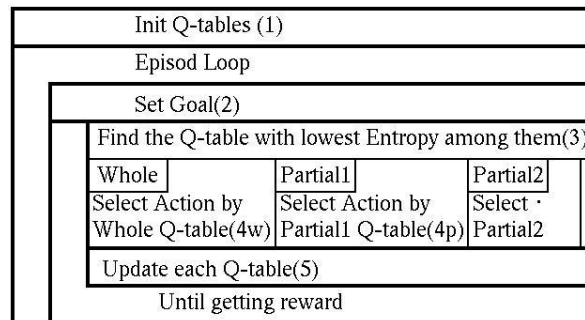 Init Q-tables (1)
Episod Loop
Set Goal(2)
Find the Q-table with lowest Entropy among them(3)
Whole
Select Action by
Whole Q-table(4w)
Partial1
Select Action by
Partial1 Q-table(4p)
Partial2
Select ·
Partial2
Update each Q-table(5)
Until getting reward